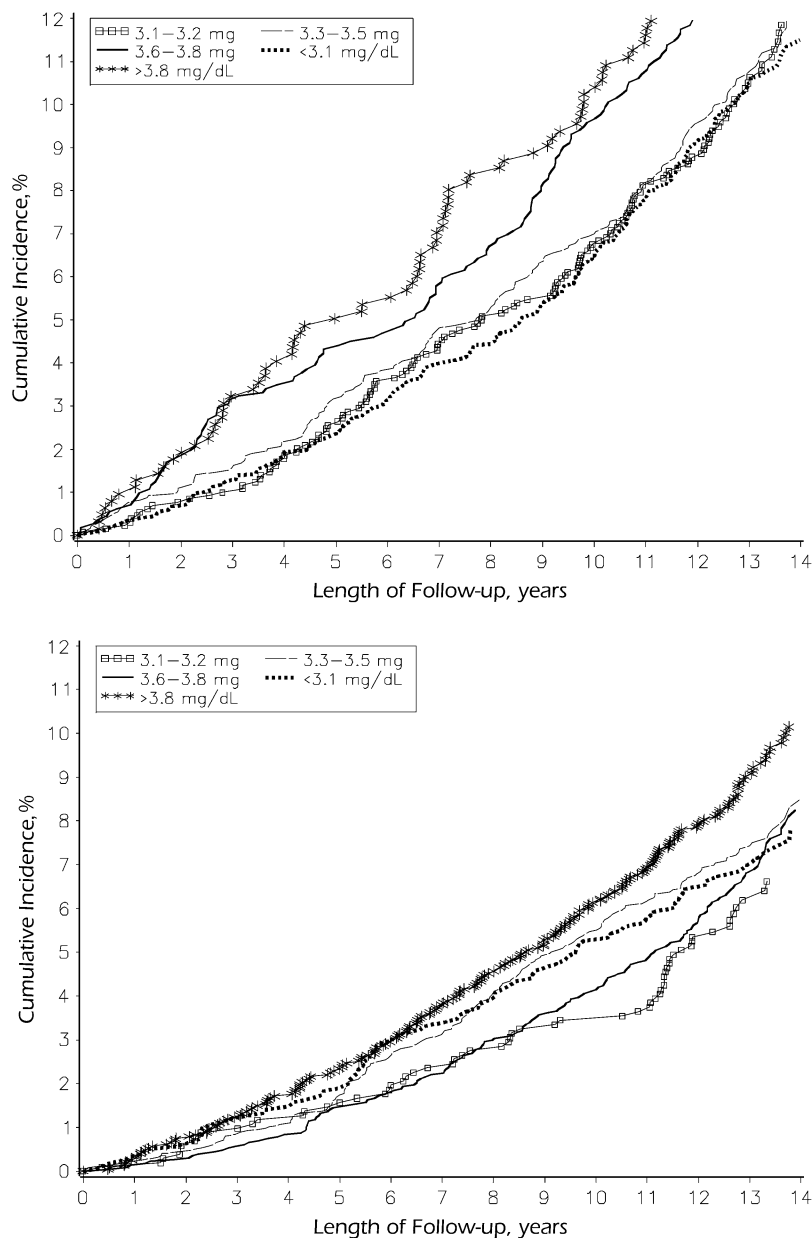 12
11
10
9
8
7
6
5
4
3
2
1
0
Cumulative Incidence,%
3.1–3.2 mg 3.3–3.5 mg
3.6–3.8 mg <3.1 mg/dL
>3.8 mg/dL
0 1 2 3 4 5 6 7 8 9 10 11 12 13 14
Length of Follow-up, years
12
11
10
9
8
7
6
5
4
3
2
1
0
Cumulative Incidence,%
3.1–3.2 mg 3.3–3.5 mg
3.6–3.8 mg <3.1 mg/dL
>3.8 mg/dL
0 1 2 3 4 5 6 7 8 9 10 11 12 13 14
Length of Follow-up, years